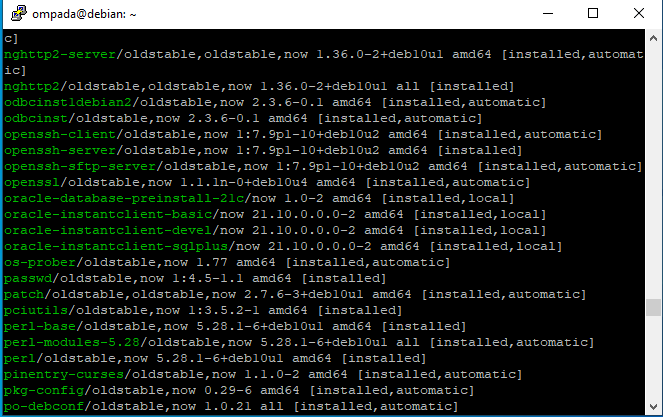 ompada@debian: ~
c]
nghttp2-server/oldstable,oldstable,now 1.36.0-2+deb10u1 amd64 [installed,automat
ic]
nghttp2/oldstable,oldstable,now 1.36.0-2+deb10u1 all [installed]
odbcinst1debian2/oldstable,now 2.3.6-0.1 amd64 [installed,automatic]
odbcinst/oldstable,now 2.3.6-0.1 amd64 [installed,automatic]
openssh-client/oldstable,now 1:7.9p1-10+deb10u2 amd64 [installed,automatic]
openssh-server/oldstable,now 1:7.9p1-10+deb10u2 amd64 [installed]
openssh-sftp-server/oldstable,now 1:7.9p1-10+deb10u2 amd64 [installed,automatic]
openssl/oldstable,now 1.1.1n-0+deb10u4 amd64 [installed,automatic]
oracle-database-preinstall-21c/now 1.0-2 amd64 [installed,local]
oracle-instantclient-basic/now 21.10.0.0.0-2 amd64 [installed,local]
oracle-instantclient-devel/now 21.10.0.0.0-2 amd64 [installed,local]
oracle-instantclient-sqlplus/now 21.10.0.0.0-2 amd64 [installed,local]
os-prober/oldstable,now 1.77 amd64 [installed,automatic]
passwd/oldstable,now 1:4.5-1.1 amd64 [installed]
patch/oldstable,oldstable,now 2.7.6-3+deb10u1 amd64 [installed,automatic]
pciutils/oldstable,now 1:3.5.2-1 amd64 [installed]
perl-base/oldstable,now 5.28.1-6+deb10u1 amd64 [installed]
perl-modules-5.28/oldstable,now 5.28.1-6+deb10u1 all [installed,automatic]
perl/oldstable,now 5.28.1-6+deb10u1 amd64 [installed]
pinentry-curses/oldstable,now 1.1.0-2 amd64 [installed,automatic]
pkg-config/oldstable,now 0.29-6 amd64 [installed,automatic]
po-debconf/oldstable,now 1.0.21 all [installed,automatic]